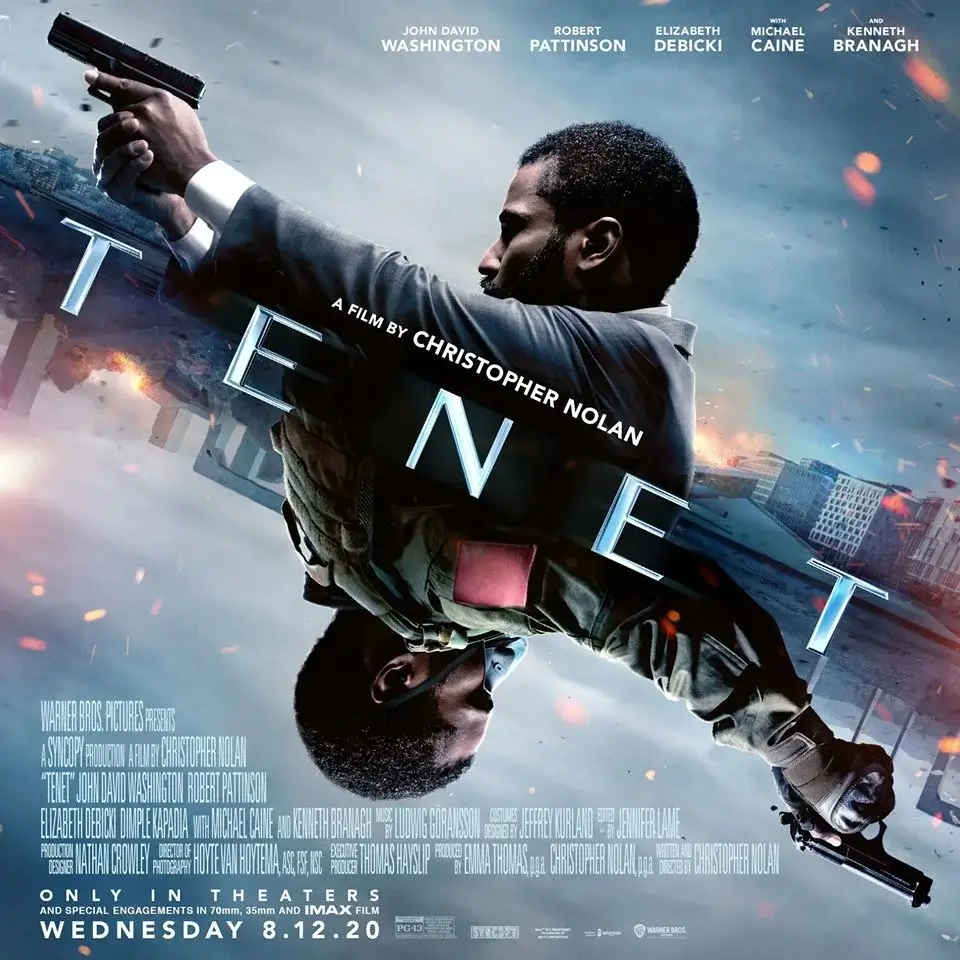 JOHN DAVID WASHINGTON
ROBERT PATTINSON
ELIZABETH DEBICKI
WITH MICHAEL CAINE
AND KENNETH BRANAGH
A FILM BY CHRISTOPHER NOLAN
TENET
WARNER BROS. PICTURES PRESENTS
A SYNCOPY PRODUCTION A FILM BY CHRISTOPHER NOLAN
"TENET" JOHN DAVID WASHINGTON ROBERT PATTINSON
ELIZABETH DEBICKI DIMPLE KAPADIA WITH MICHAEL CAINE AND KENNETH BRANAGH MUSIC BY LUDWIG GÖRANSSON COSTUMES DESIGNED BY JEFFREY KURLAND EDITED BY JENNIFER LAME
PRODUCTION DESIGNER NATHAN CROWLEY DIRECTOR OF PHOTOGRAPHY HOYTE VAN HOYTEMA, ASC, FSF, NSC EXECUTIVE PRODUCER THOMAS HAYSLIP PRODUCED BY EMMA THOMAS, p.g.a. CHRISTOPHER NOLAN, p.g.a. WRITTEN AND DIRECTED BY CHRISTOPHER NOLAN
ONLY IN THEATERS
AND SPECIAL ENGAGEMENTS IN 70mm, 35mm AND IMAX FILM
WEDNESDAY 8.12.20
PG-13
SYNCOPY
WARNER BROS.